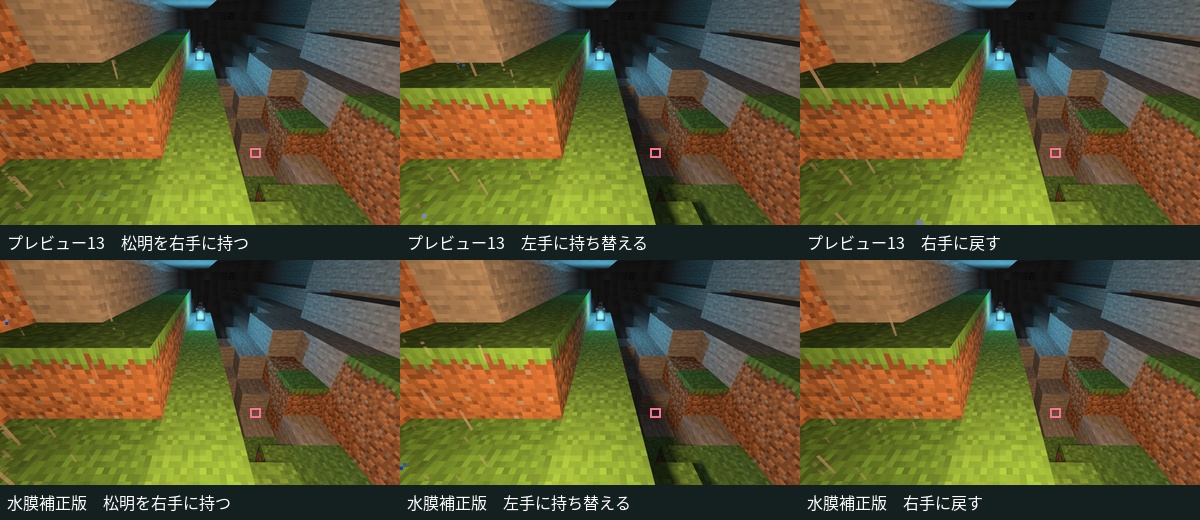 プレビュー13　松明を右手に持つ
プレビュー13　左手に持ち替える
プレビュー13　右手に戻す
水膜補正版　松明を右手に持つ
水膜補正版　左手に持ち替える
水膜補正版　右手に戻す